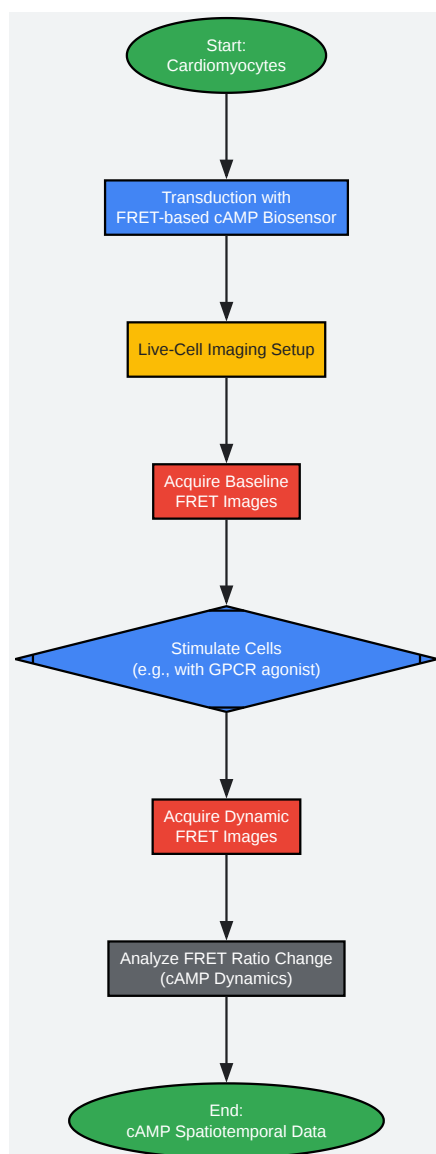 Start:
Cardiomyocytes
Transduction with
FRET-based cAMP Biosensor
Live-Cell Imaging Setup
Acquire Baseline
FRET Images
Stimulate Cells
(e.g., with GPCR agonist)
Acquire Dynamic
FRET Images
Analyze FRET Ratio Change
(cAMP Dynamics)
End:
cAMP Spatiotemporal Data